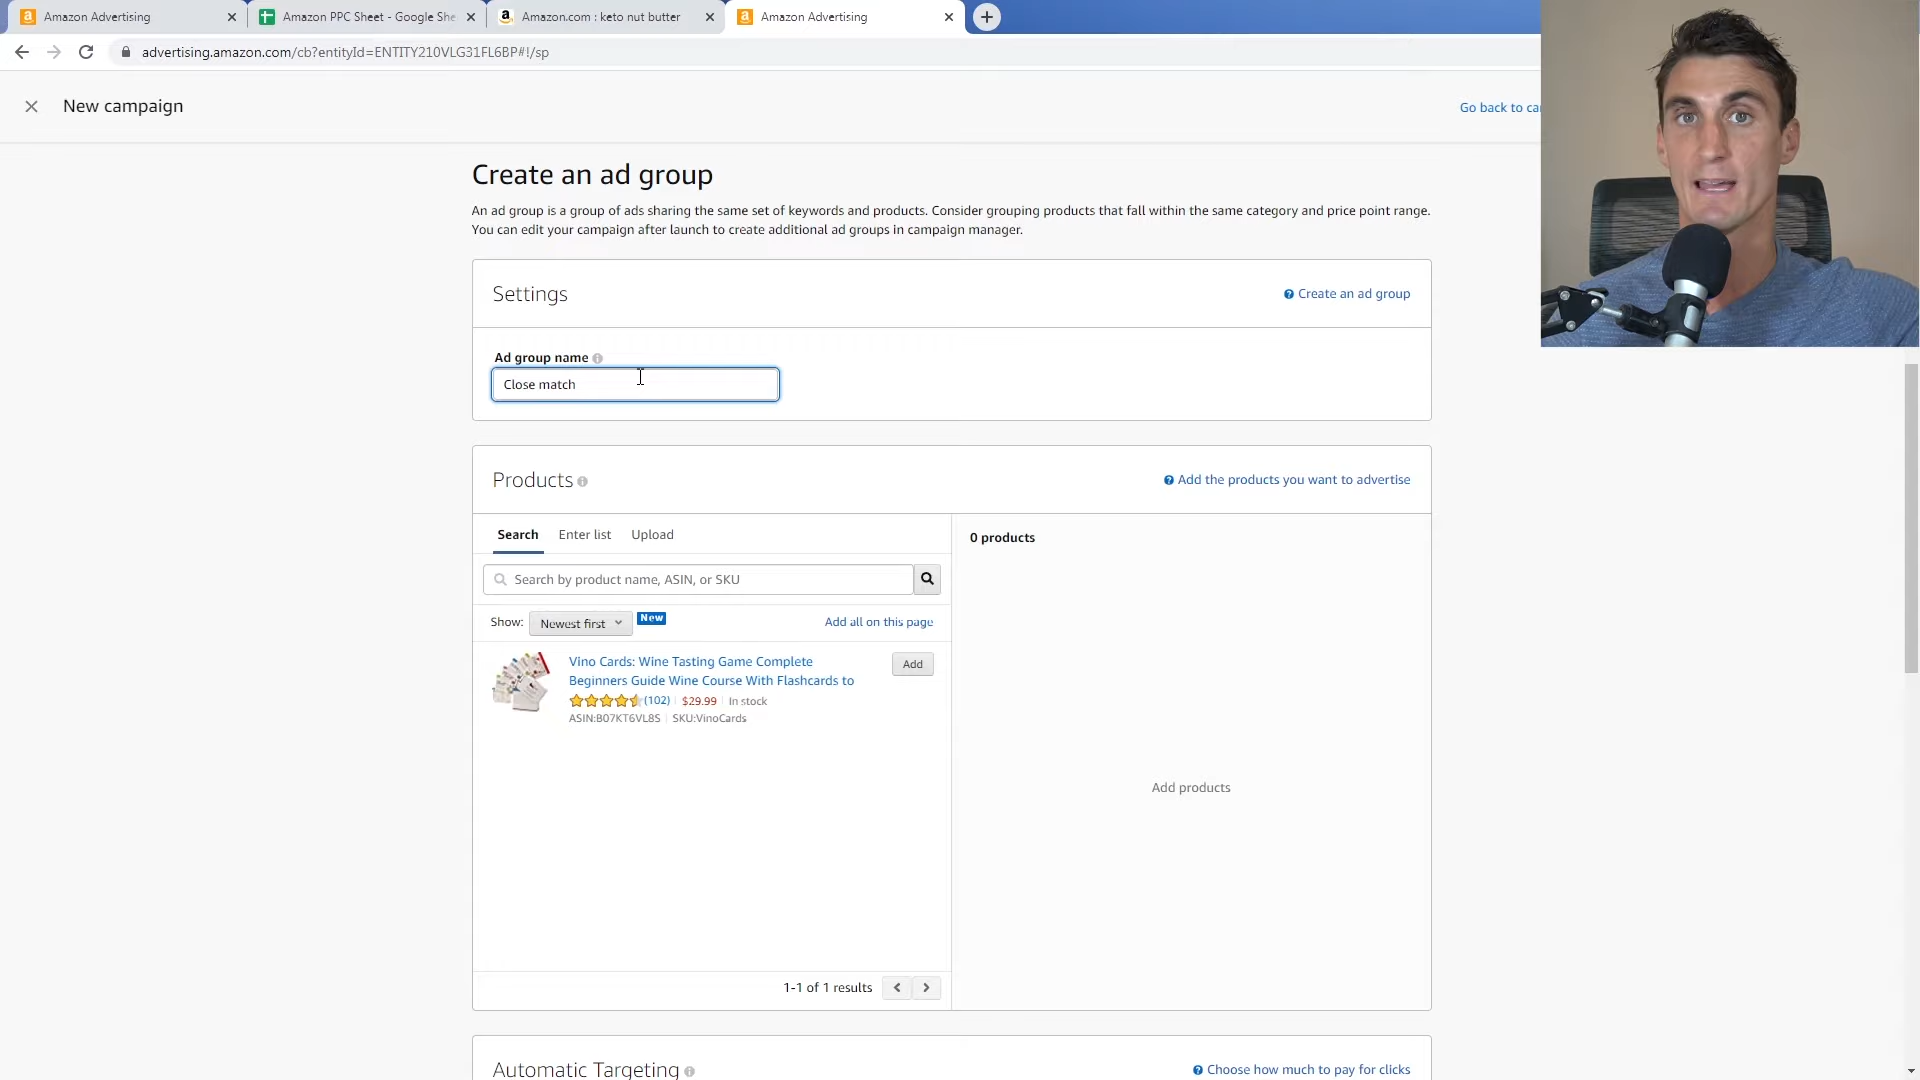 Amazon Advertising
Amazon PPC Sheet - Google She
Amazon.com : keto nut butter
Amazon Advertising
advertising.amazon.com/cb?entityId=ENTITY210VLG31FL6BP#!/sp
New campaign
Go back to ca
Create an ad group
An ad group is a group of ads sharing the same set of keywords and products. Consider grouping products that fall within the same category and price point range.
You can edit your campaign after launch to create additional ad groups in campaign manager.
Settings
Create an ad group
Ad group name
Close match
Products
Add the products you want to advertise
Search Enter list Upload
0 products
Search by product name, ASIN, or SKU
Show: Newest first New Add all on this page
Vino Cards: Wine Tasting Game Complete
Beginners Guide Wine Course With Flashcards to
Add
(102) | $29.99 | In stock
ASIN:B07KT6VL8S | SKU:VinoCards
Add products
1-1 of 1 results
Automatic Targeting
Choose how much to pay for clicks